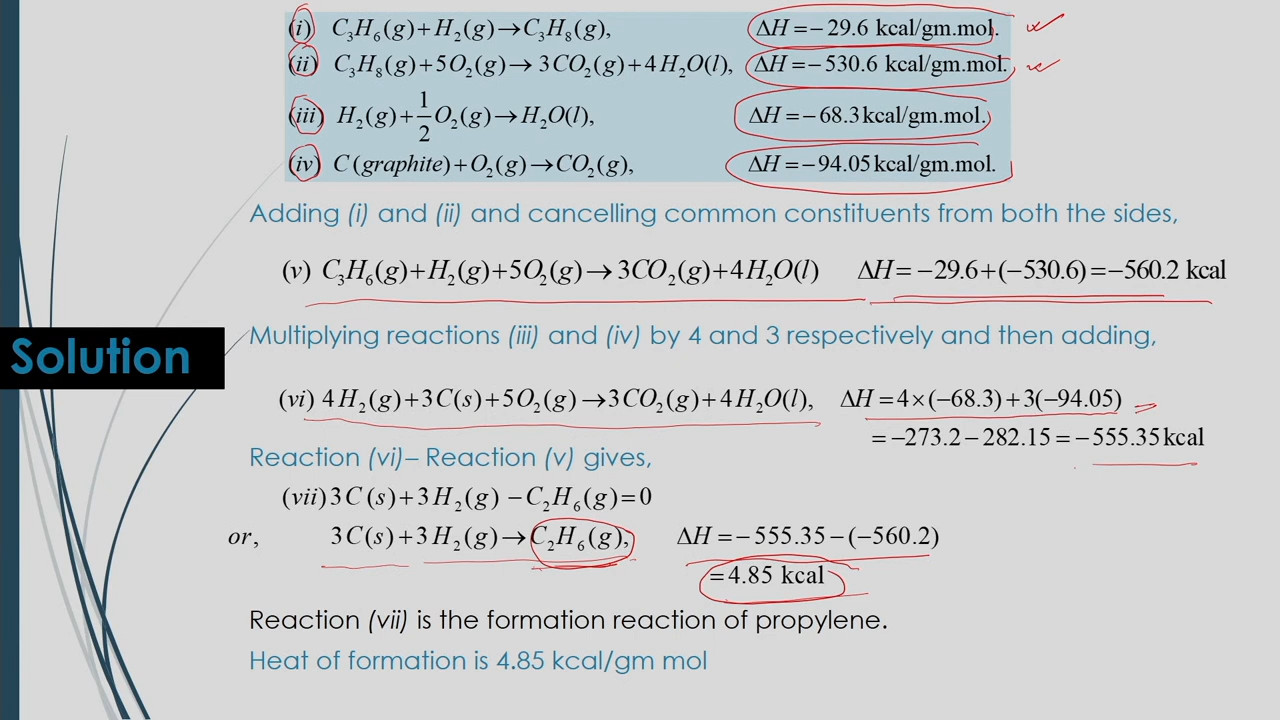 (i) C₃H₆(g)+H₂(g)→C₃H₈(g), ΔH =−29.6 kcal/gm.mol.
(ii) C₃H₈(g)+5O₂(g)→3CO₂(g)+4H₂O(l), ΔH =−530.6 kcal/gm.mol.
(iii) H₂(g)+1/2 O₂(g)→H₂O(l), ΔH =−68.3kcal/gm.mol.
(iv) C(graphite)+O₂(g)→CO₂(g), ΔH =−94.05kcal/gm.mol.
Adding (i) and (ii) and cancelling common constituents from both the sides,
(v) C₃H₆(g)+H₂(g)+5O₂(g)→3CO₂(g)+4H₂O(l) ΔH =−29.6+(−530.6)=−560.2 kcal
Solution
Multiplying reactions (iii) and (iv) by 4 and 3 respectively and then adding,
(vi) 4H₂(g)+3C(s)+5O₂(g)→3CO₂(g)+4H₂O(l), ΔH =4×(−68.3)+3(−94.05)
=−273.2−282.15=−555.35kcal
Reaction (vi)– Reaction (v) gives,
(vii)3C(s)+3H₂(g)−C₂H₆(g)=0
or, 3C(s)+3H₂(g)→C₂H₆(g), ΔH =−555.35−(−560.2)
=4.85 kcal
Reaction (vii) is the formation reaction of propylene.
Heat of formation is 4.85 kcal/gm mol